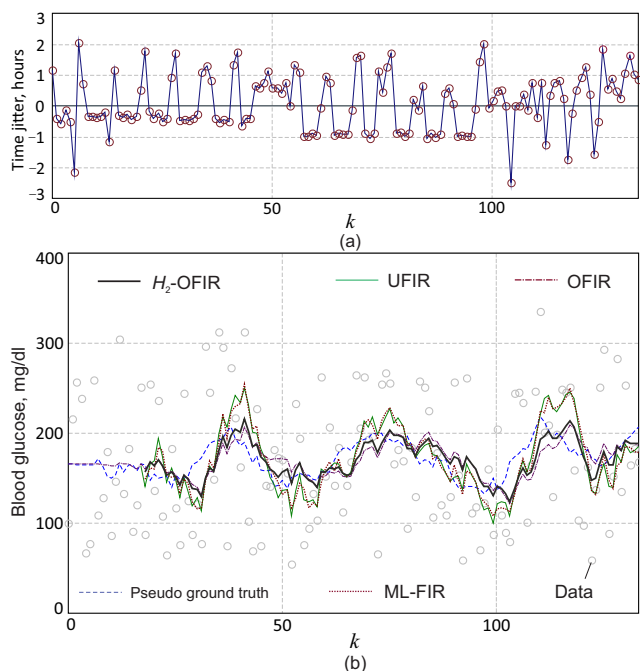 Time jitter, hours
3
2
1
0
−1
−2
−3
0
50
100
k
(a)
Blood glucose, mg/dl
400
300
200
100
0
H2-OFIR
UFIR
OFIR
Pseudo ground truth
ML-FIR
Data
0
50
100
k
(b)